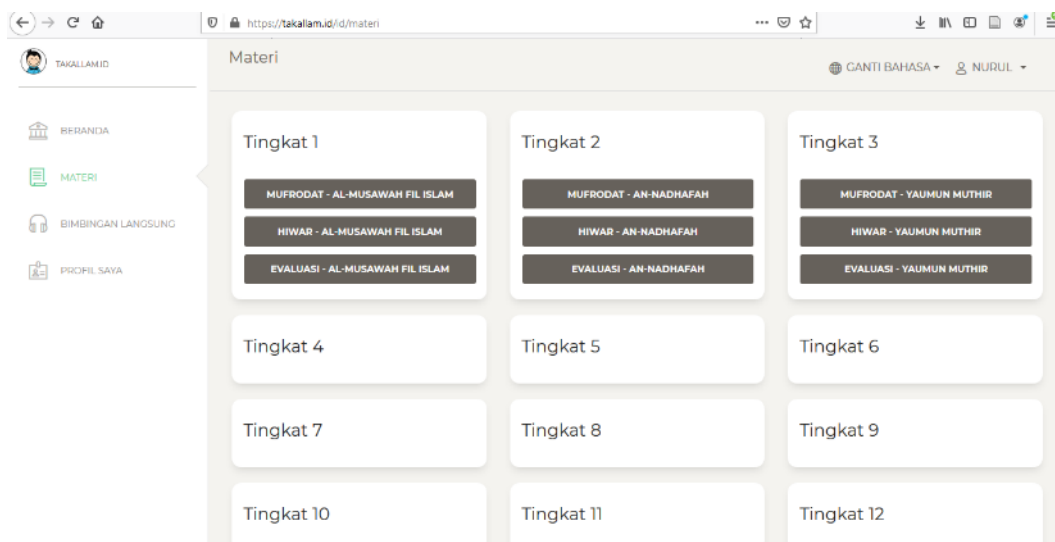 https://takallam.id/id/materi
TAKALLAM.ID
Materi
GANTI BAHASA
NURUL
BERANDA
MATERI
BIMBINGAN LANGSUNG
PROFIL SAYA
Tingkat 1
MUFRODAT - AL-MUSAWAH FIL ISLAM
HIWAR - AL-MUSAWAH FIL ISLAM
EVALUASI - AL-MUSAWAH FIL ISLAM
Tingkat 2
MUFRODAT - AN-NADHAFAH
HIWAR - AN-NADHAFAH
EVALUASI - AN-NADHAFAH
Tingkat 3
MUFRODAT - YAUMUN MUTHIR
HIWAR - YAUMUN MUTHIR
EVALUASI - YAUMUN MUTHIR
Tingkat 4
Tingkat 5
Tingkat 6
Tingkat 7
Tingkat 8
Tingkat 9
Tingkat 10
Tingkat 11
Tingkat 12